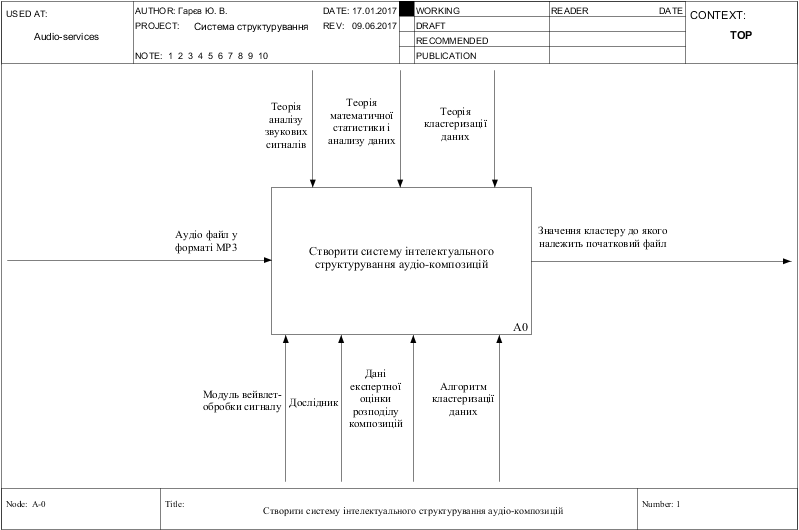 USED AT:
Audio-services
AUTHOR: Гарєв Ю. В.
DATE: 17.01.2017
PROJECT: Система структурування
REV: 09.06.2017
NOTE: 1 2 3 4 5 6 7 8 9 10
WORKING
DRAFT
RECOMMENDED
PUBLICATION
READER
DATE
CONTEXT:
TOP
Теорія
аналізу
звукових
сигналів
Теорія
математичної
статистики і
анализу даних
Теорія
кластеризації
даних
Аудіо файл у
форматі MP3
Створити систему інтелектуального
структурування аудіо-композицій
A0
Значення кластеру до якого
належить початковий файл
Модуль вейвлет-
обробки сигналу
Дослідник
Дані
експертної
оцінки
розподілу
композицій
Алгоритм
кластеризації
даних
Node: A-0
Title:
Створити систему інтелектуального структурування аудіо-композицій
Number: 1